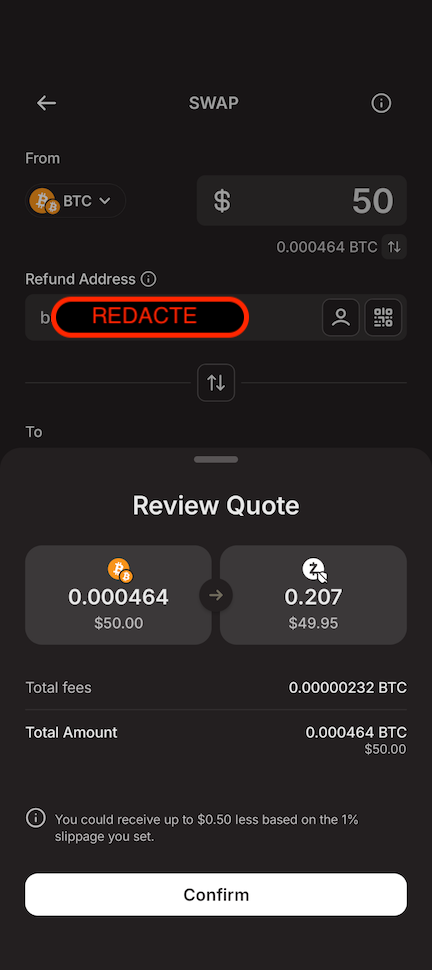 SWAP
From
BTC
$ 50
0.000464 BTC
Refund Address
b REDACTE
To
Review Quote
0.000464
$50.00
0.207
$49.95
Total fees 0.00000232 BTC
Total Amount 0.000464 BTC
$50.00
You could receive up to $0.50 less based on the 1%
slippage you set.
Confirm